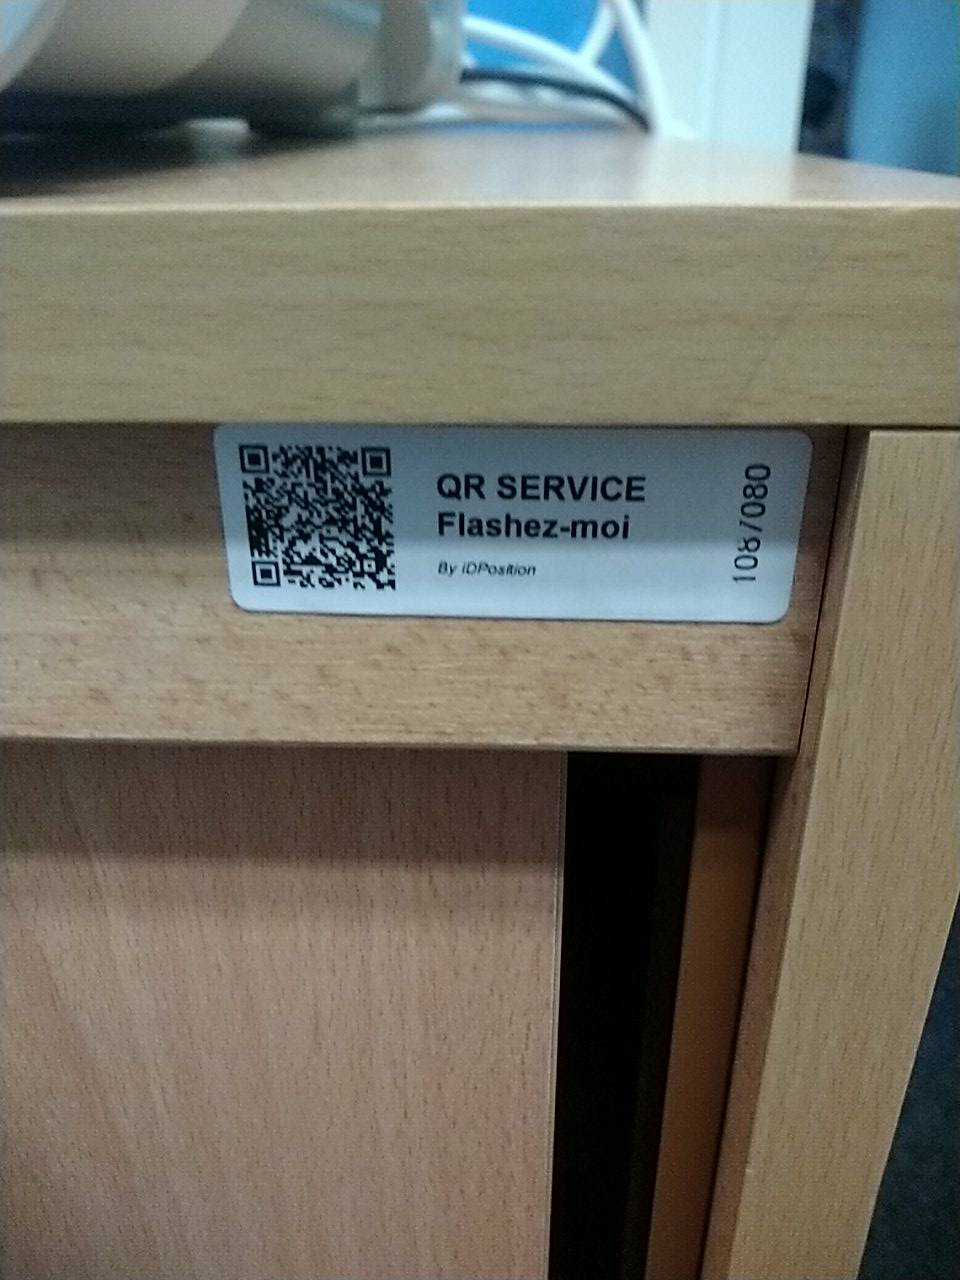 QR SERVICE
Flashez-moi
By iDPosition
1087080